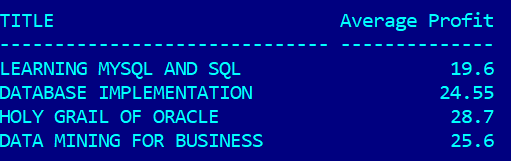 TITLE                          Average Profit
------------------------------ --------------
LEARNING MYSQL AND SQL                   19.6
DATABASE IMPLEMENTATION                 24.55
HOLY GRAIL OF ORACLE                     28.7
DATA MINING FOR BUSINESS                 25.6